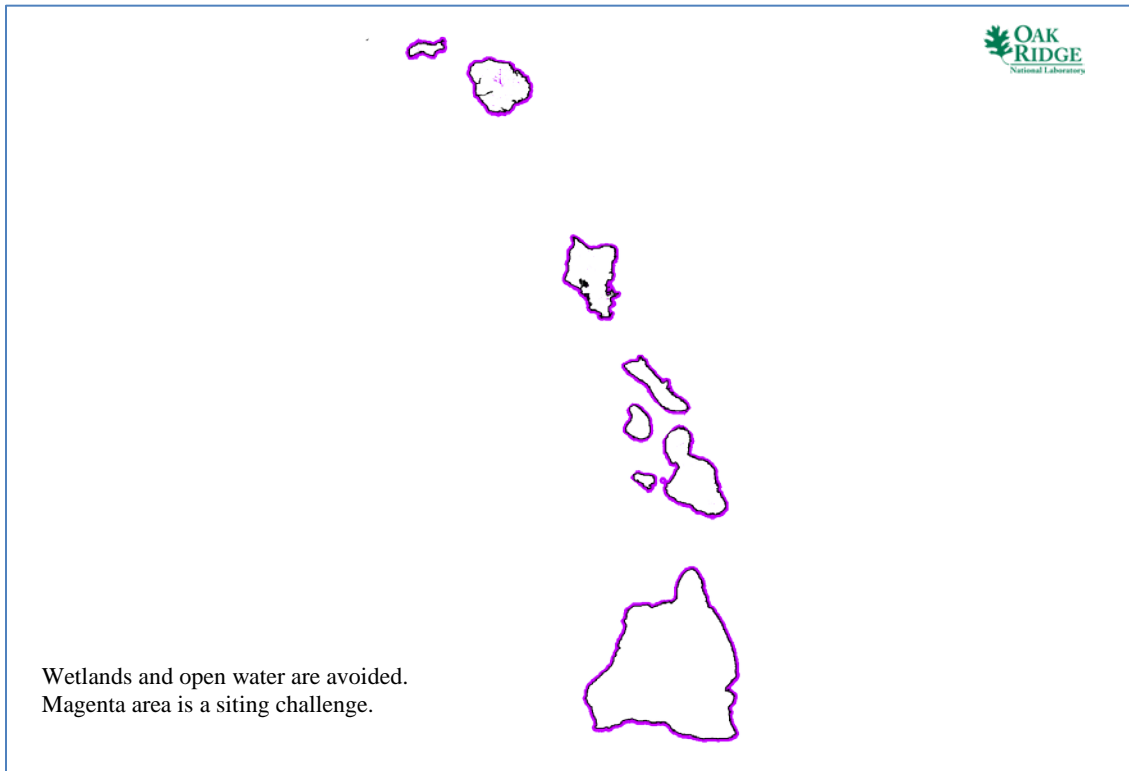 OAK
RIDGE
National Laboratory
Wetlands and open water are avoided.
Magenta area is a siting challenge.